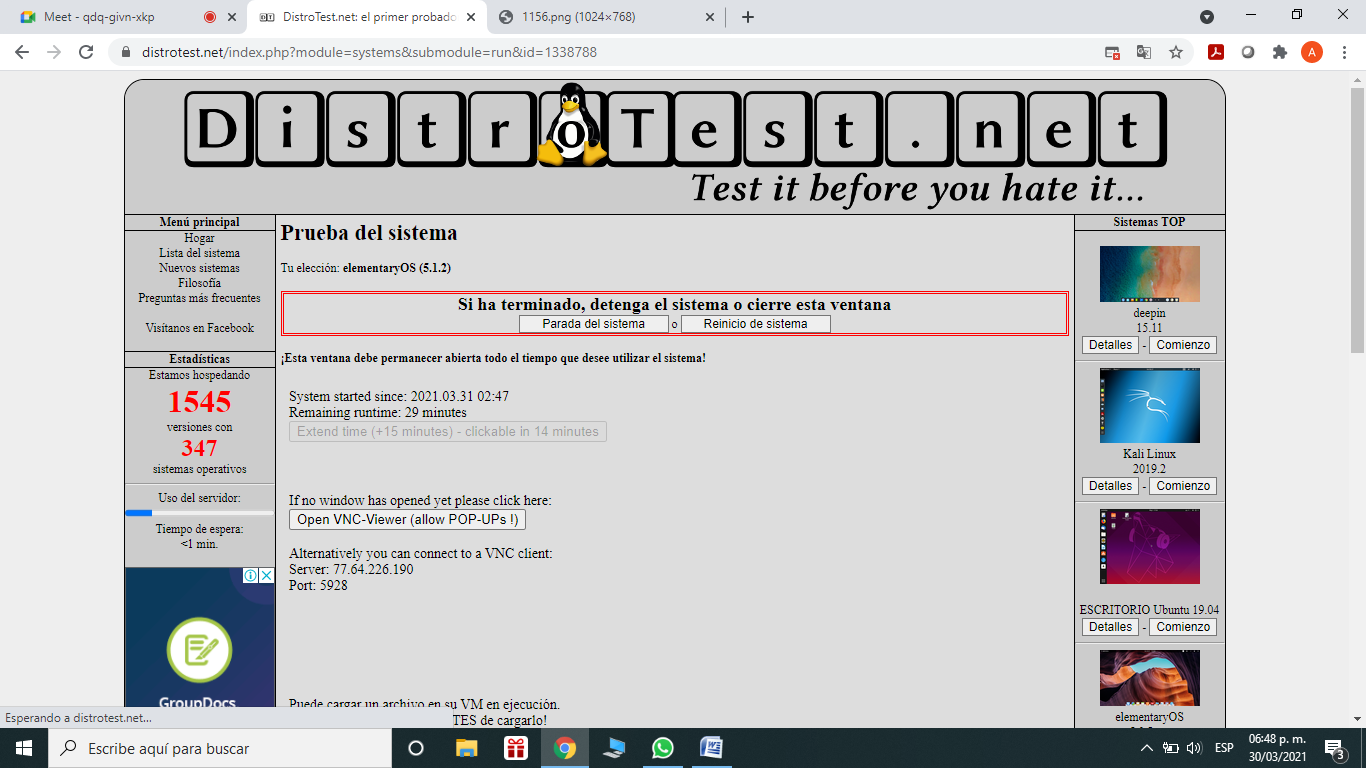 Meet - qdq-givn-xkp
DistroTest.net: el primer probado
1156.png (1024×768)
distrotest.net/index.php?module=systems&submodule=run&id=1338788
DistroTest.net
Test it before you hate it...
Menú principal
Hogar
Lista del sistema
Nuevos sistemas
Filosofía
Preguntas más frecuentes
Visítanos en Facebook
Estadísticas
Estamos hospedando
1545
versiones con
347
sistemas operativos
Uso del servidor:
Tiempo de espera:
<1 min.
GroupDocs
Prueba del sistema
Tu elección: elementaryOS (5.1.2)
Si ha terminado, detenga el sistema o cierre esta ventana
Parada del sistema o Reinicio de sistema
¡Esta ventana debe permanecer abierta todo el tiempo que desee utilizar el sistema!
System started since: 2021.03.31 02:47
Remaining runtime: 29 minutes
Extend time (+15 minutes) - clickable in 14 minutes
If no window has opened yet please click here:
Open VNC-Viewer (allow POP-UPs !)
Alternatively you can connect to a VNC client:
Server: 77.64.226.190
Port: 5928
Puede cargar un archivo en su VM en ejecución.
TES de cargarlo!
Sistemas TOP
deepin
15.11
Detalles - Comienzo
Kali Linux
2019.2
Detalles - Comienzo
ESCRITORIO Ubuntu 19.04
Detalles - Comienzo
elementaryOS
Esperando a distrotest.net...
Escribe aquí para buscar
ESP
06:48 p. m.
30/03/2021
3